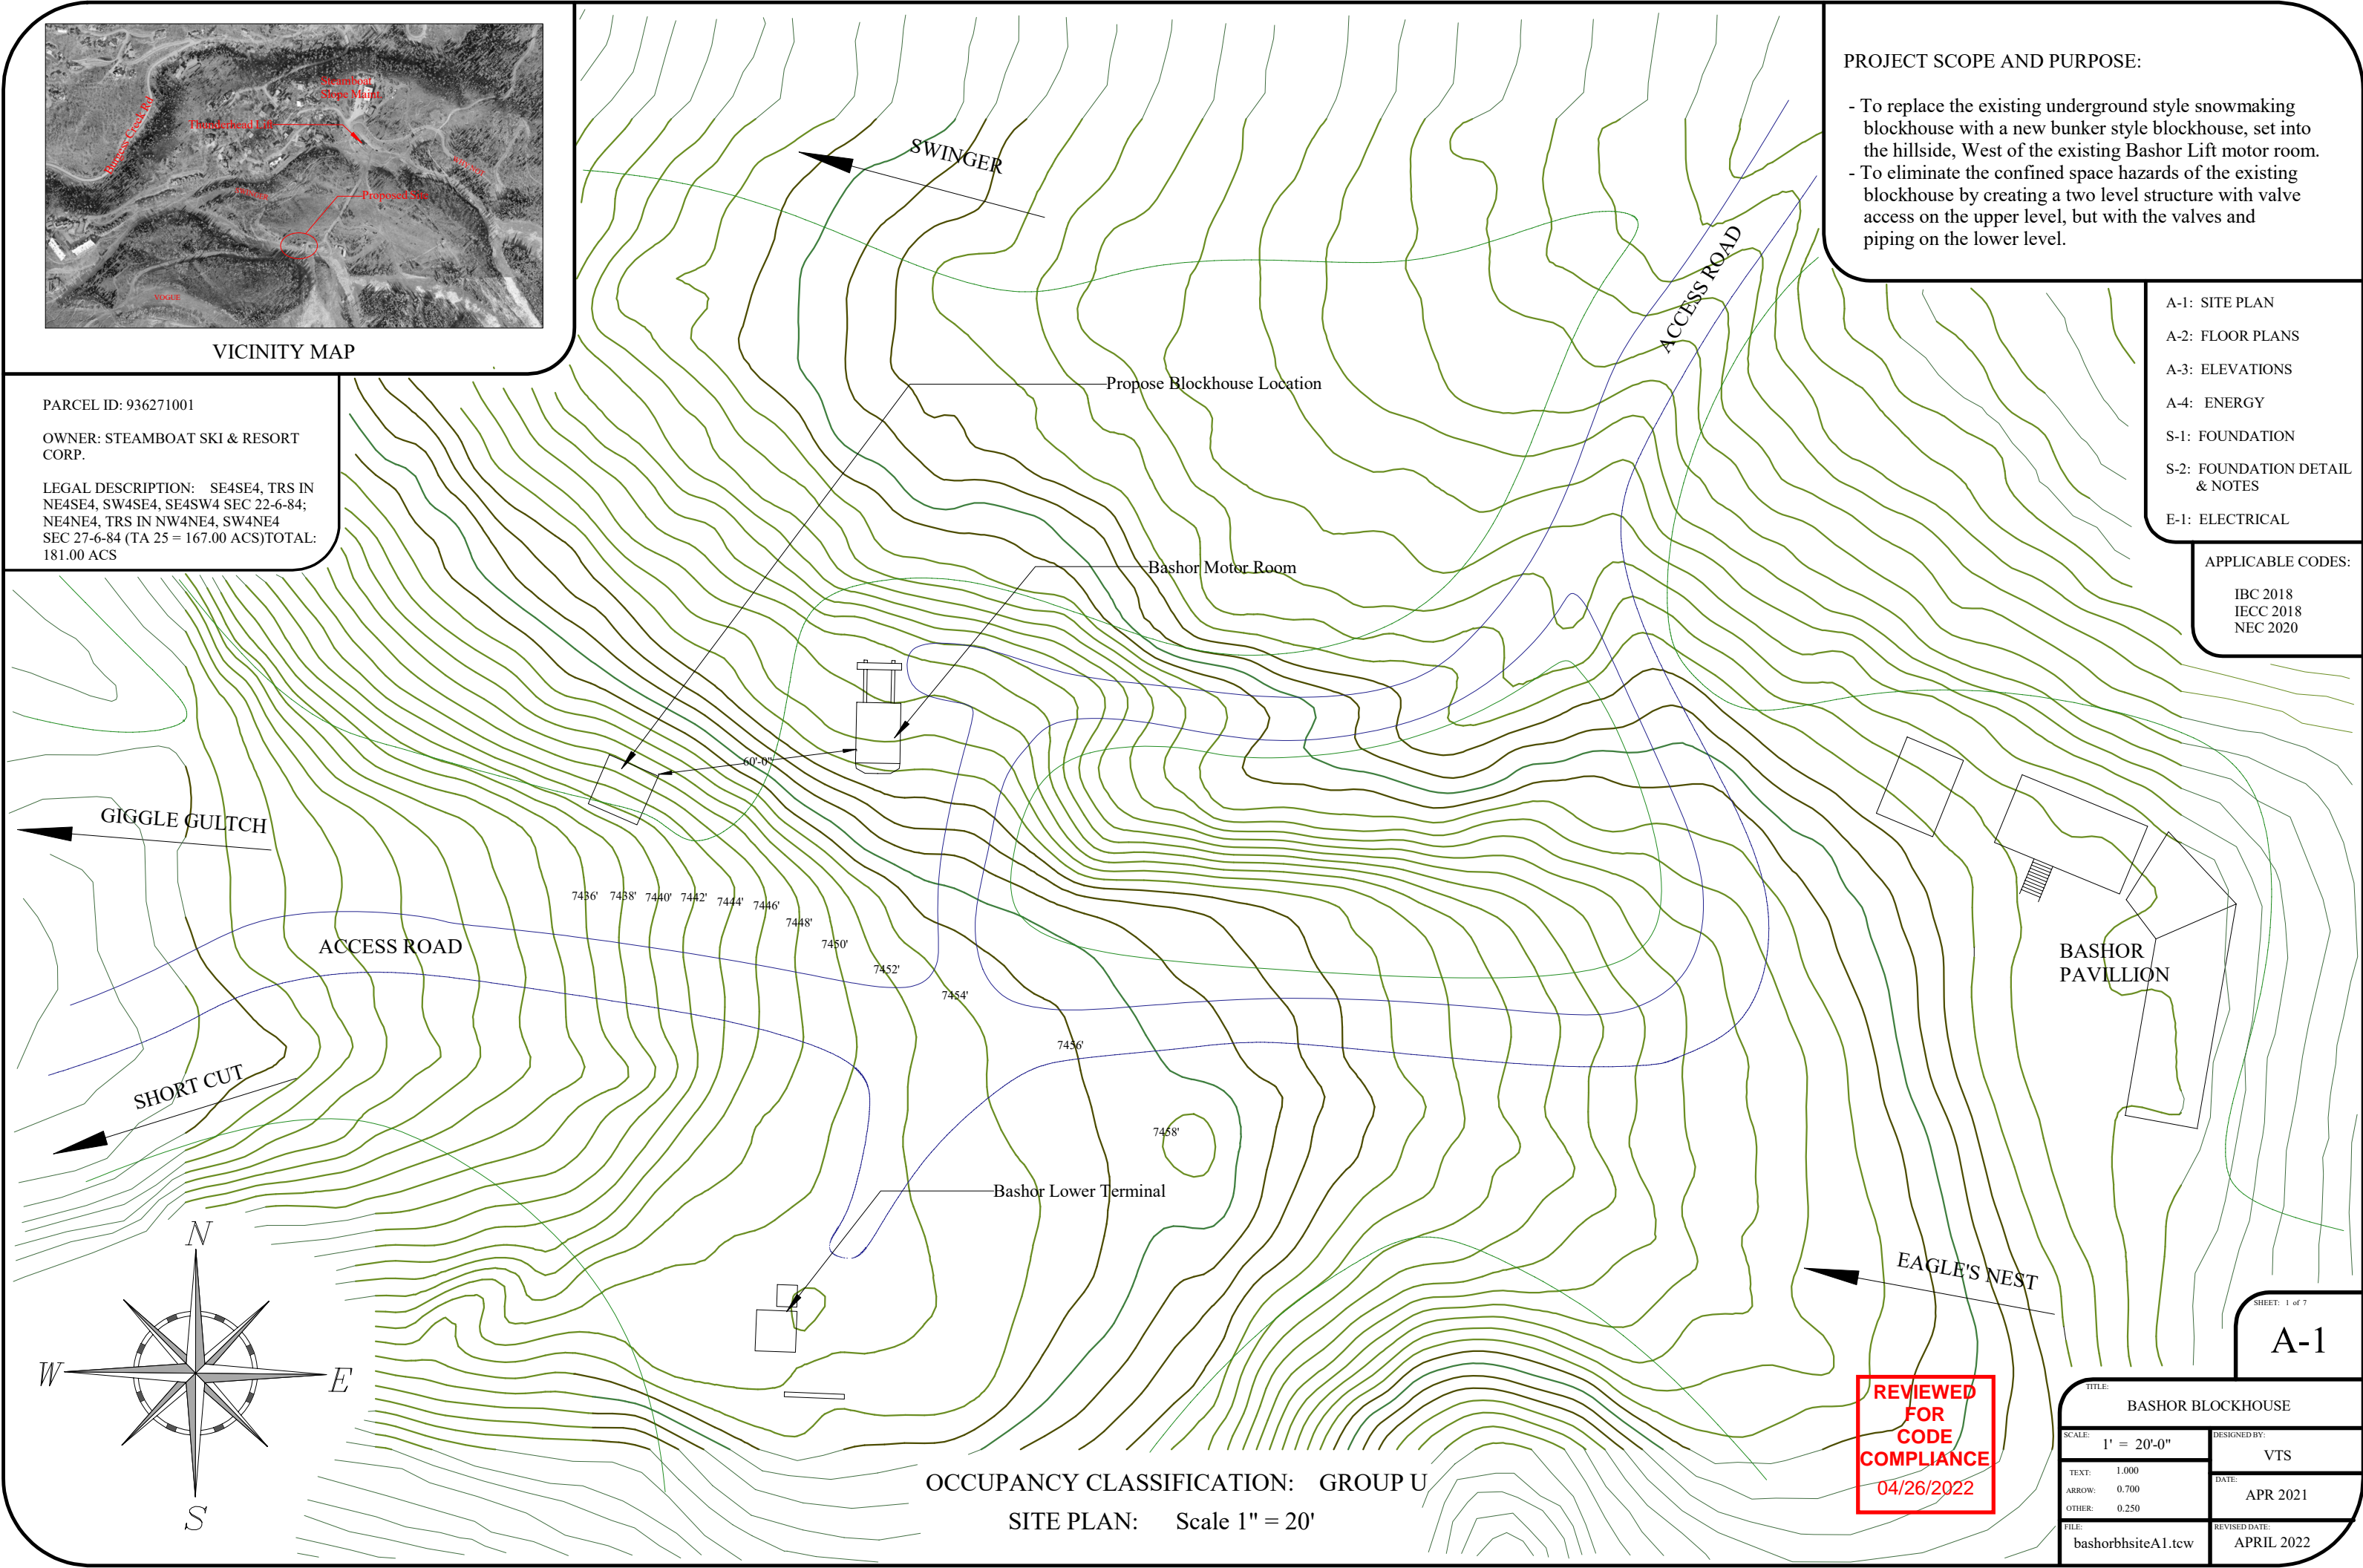 Steamboat
Slope Maint.
Burgess Creek Rd
Thunderhead Lift
Proposed Site
VOGUE
VICINITY MAP
PARCEL ID: 936271001
OWNER: STEAMBOAT SKI & RESORT
CORP.
LEGAL DESCRIPTION: SE4SE4, TRS IN
NE4SE4, SW4SE4, SE4SW4 SEC 22-6-84;
NE4NE4, TRS IN NW4NE4, SW4NE4
SEC 27-6-84 (TA 25 = 167.00 ACS)TOTAL:
181.00 ACS
SWINGER
ACCESS ROAD
PROJECT SCOPE AND PURPOSE:
- To replace the existing underground style snowmaking
blockhouse with a new bunker style blockhouse, set into
the hillside, West of the existing Bashor Lift motor room.
- To eliminate the confined space hazards of the existing
blockhouse by creating a two level structure with valve
access on the upper level, but with the valves and
piping on the lower level.
A-1: SITE PLAN
A-2: FLOOR PLANS
A-3: ELEVATIONS
A-4: ENERGY
S-1: FOUNDATION
S-2: FOUNDATION DETAIL
& NOTES
E-1: ELECTRICAL
APPLICABLE CODES:
IBC 2018
IECC 2018
NEC 2020
Propose Blockhouse Location
Bashor Motor Room
60'-0"
GIGGLE GULTCH
7436' 7438' 7440' 7442' 7444' 7446'
7448'
7450'
7452'
7454'
7456'
7458'
ACCESS ROAD
SHORT CUT
BASHOR
PAVILLION
Bashor Lower Terminal
EAGLE'S NEST
N
W
E
S
OCCUPANCY CLASSIFICATION: GROUP U
SITE PLAN: Scale 1" = 20'
REVIEWED
FOR
CODE
COMPLIANCE
04/26/2022
SHEET: 1 of 7
A-1
TITLE:
BASHOR BLOCKHOUSE
SCALE:
1' = 20'-0"
DESIGNED BY:
VTS
TEXT: 1.000
ARROW: 0.700
OTHER: 0.250
DATE:
APR 2021
FILE:
bashorbhsiteA1.tcw
REVISED DATE:
APRIL 2022